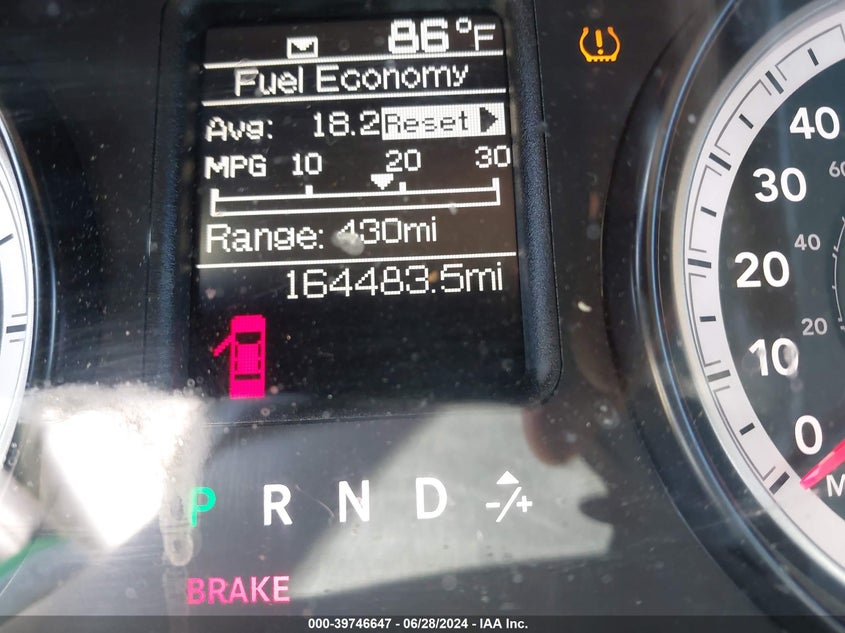 86°F
Fuel Economy
Avg: 18.2 Reset
MPG 10 20 30
Range: 430mi
164483.5mi
40
30
20
10
0
60
40
20
M
P R N D -/+
BRAKE
000-39746647 - 06/28/2024 - IAA Inc.